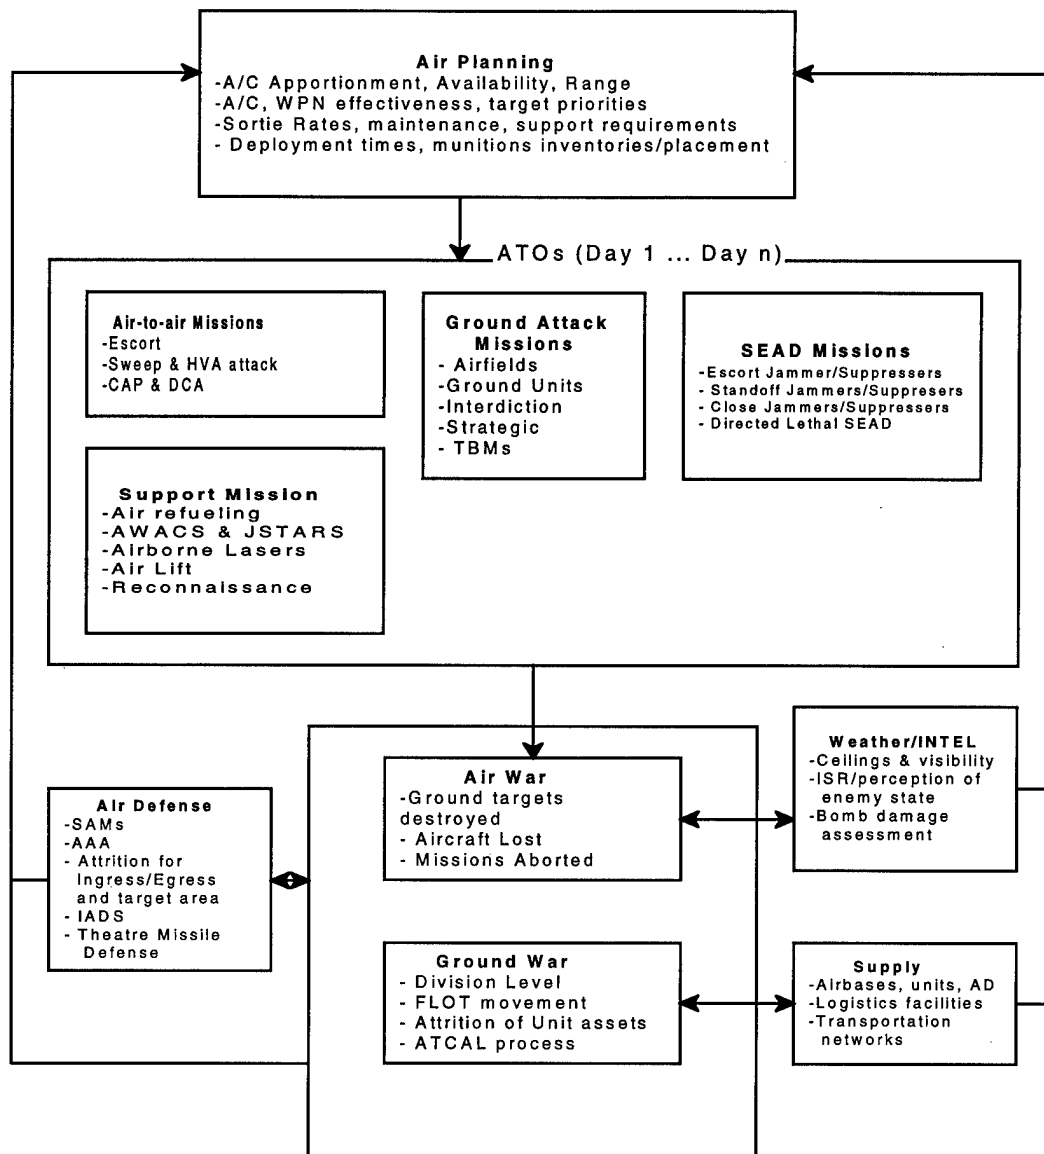 Air Planning
-A/C Apportionment, Availability, Range
-A/C, WPN effectiveness, target priorities
-Sortie Rates, maintenance, support requirements
- Deployment times, munitions inventories/placement
ATOs (Day 1 ... Day n)
Air-to-air Missions
-Escort
-Sweep & HVA attack
-CAP & DCA
Ground Attack
Missions
- Airfields
-Ground Units
-Interdiction
-Strategic
- TBMs
SEAD Missions
-Escort Jammer/Suppressers
- Standoff Jammers/Suppresers
- Close Jammers/Suppressers
- Directed Lethal SEAD
Support Mission
-Air refueling
-AWACS & JSTARS
-Airborne Lasers
-Air Lift
-Reconnaissance
Air Defense
-SAMs
-AAA
- Attrition for
Ingress/Egress
and target area
- IADS
- Theatre Missile
Defense
Air War
-Ground targets
destroyed
- Aircraft Lost
- Missions Aborted
Weather/INTEL
-Ceilings & visibility
-ISR/perception of
enemy state
-Bomb damage
assessment
Ground War
- Division Level
- FLOT movement
- Attrition of Unit assets
- ATCAL process
Supply
-Airbases, units, AD
-Logistics facilities
-Transportation
networks